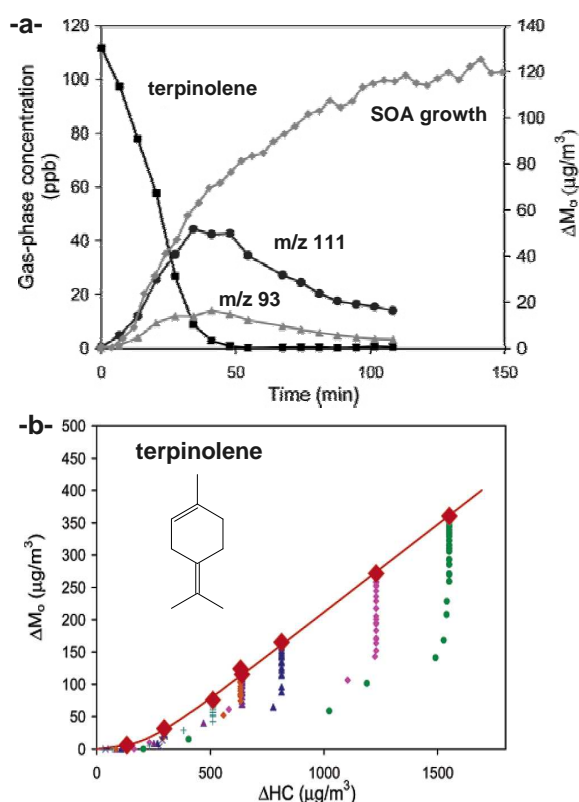 -a-
120
100
80
60
40
20
0
Gas-phase concentration
(ppb)
140
120
100
80
60
40
20
0
ΔMₒ (μg/m³)
terpinolene
SOA growth
m/z 111
m/z 93
0 50 100 150
Time (min)
-b-
500
450
400
350
300
250
200
150
100
50
0
ΔMₒ (μg/m³)
terpinolene
0 500 1000 1500
ΔHC (μg/m³)